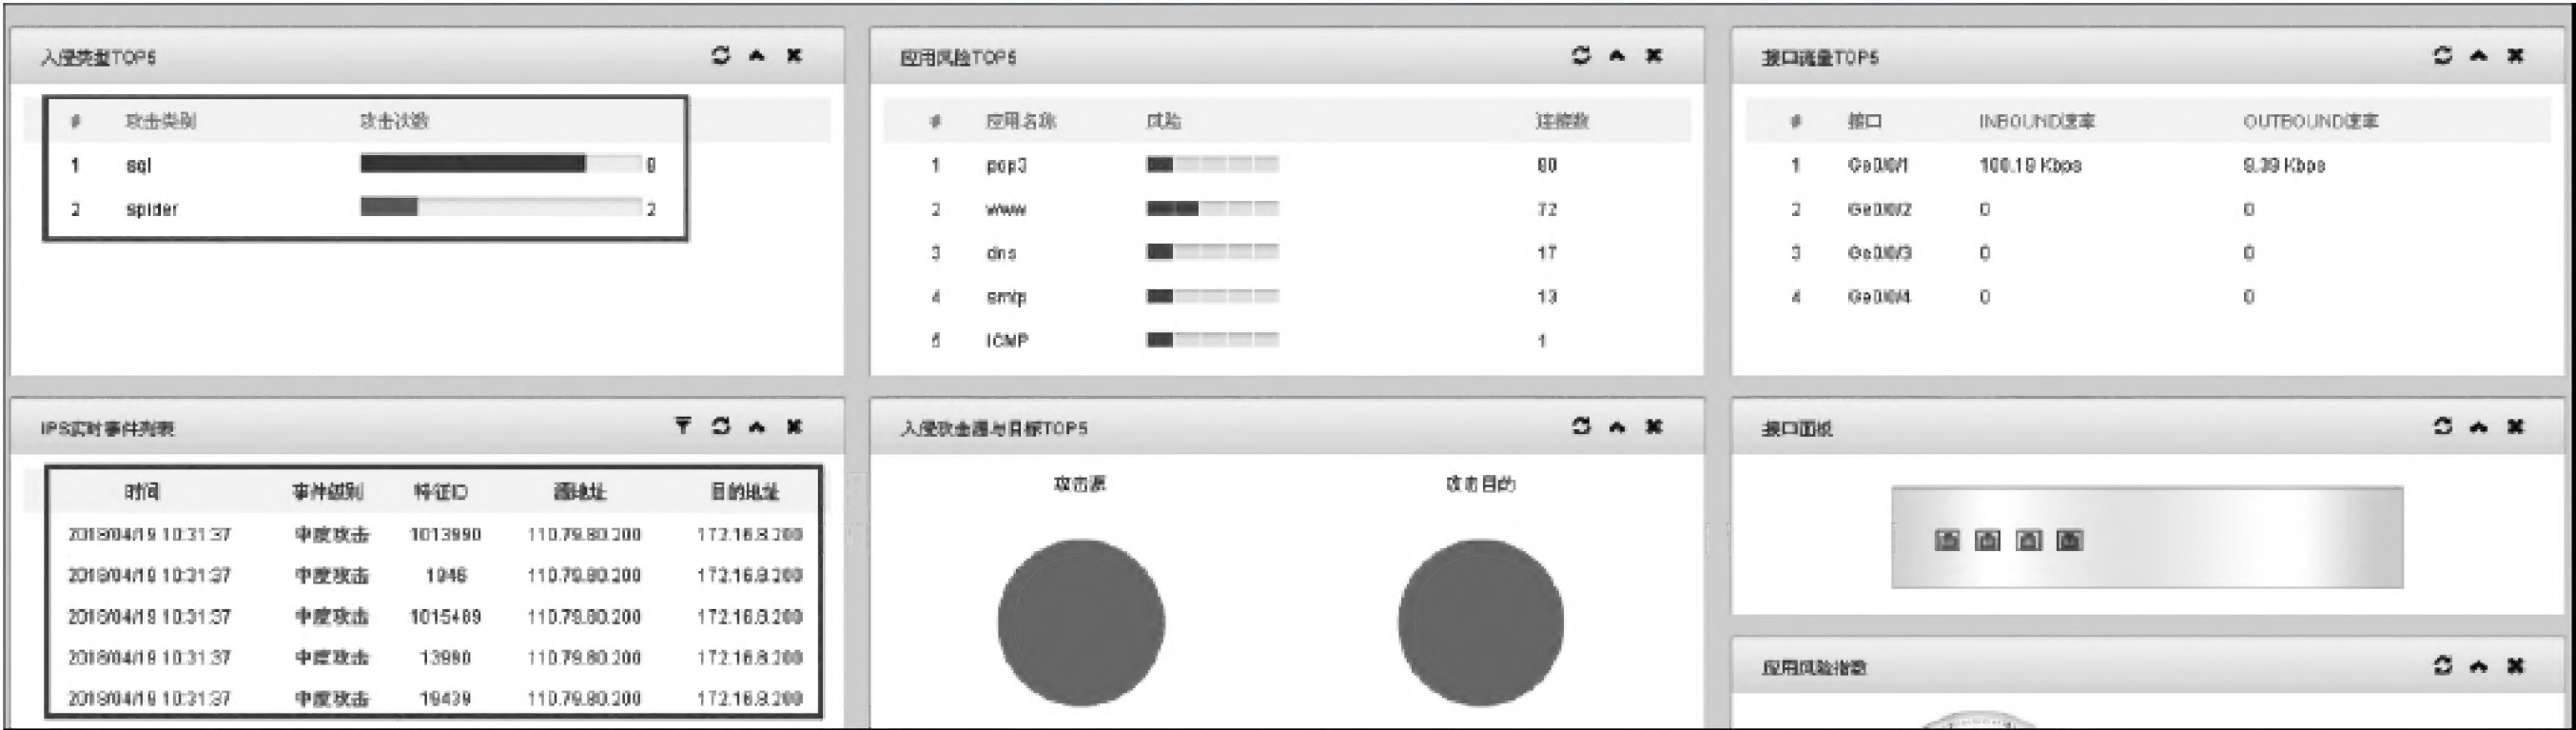 入侵类型TOP5
# 攻击类别 攻击次数
1 sql 8
2 spider 2
应用风险TOP5
# 应用名称 风险 连接数
1 pop3 80
2 www 72
3 dns 17
4 smtp 13
5 ICMP 1
接口流量TOP5
# 接口 INBOUND速率 OUTBOUND速率
1 Ge0/0/1 100.19 Kbps 9.39 Kbps
2 Ge0/0/2 0 0
3 Ge0/0/3 0 0
4 Ge0/0/4 0 0
IPS实时事件列表
时间 事件级别 特征ID 源地址 目的地址
2018/04/19 10:31:37 中度攻击 1013990 110.79.80.200 172.16.8.200
2018/04/19 10:31:37 中度攻击 1946 110.79.80.200 172.16.8.200
2018/04/19 10:31:37 中度攻击 1015489 110.79.80.200 172.16.8.200
2018/04/19 10:31:37 中度攻击 13990 110.79.80.200 172.16.8.200
2018/04/19 10:31:37 中度攻击 19439 110.79.80.200 172.16.8.200
入侵攻击源与目标TOP5
攻击源 攻击目的
接口面板
应用风险指数